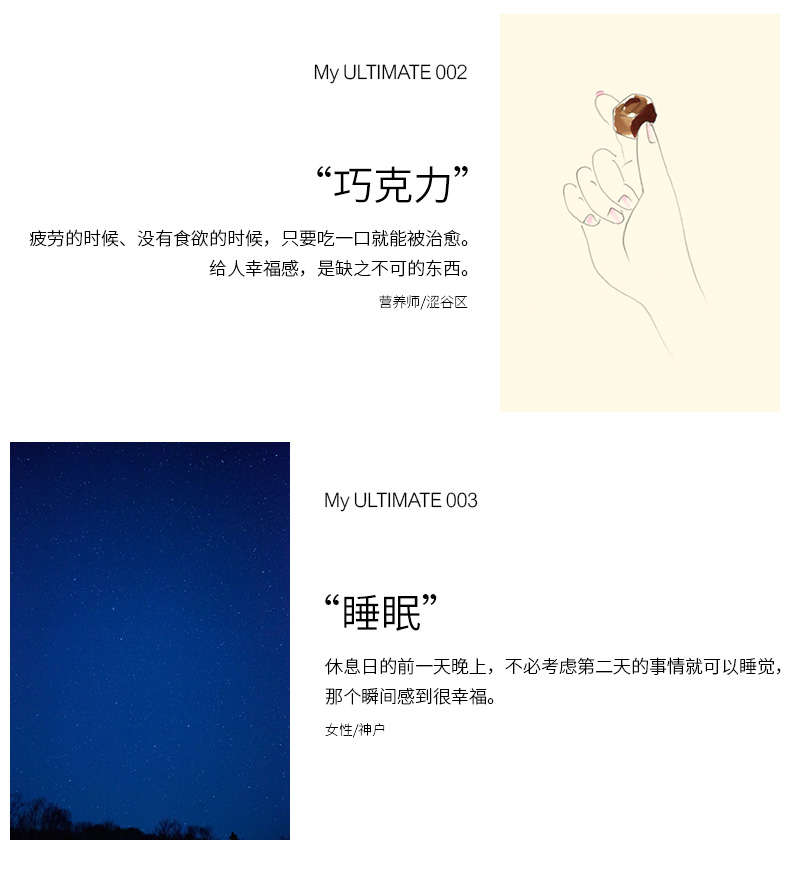 My ULTIMATE 002
“巧克力”
疲劳的时候、没有食欲的时候，只要吃一口就能被治愈。
给人幸福感，是缺之不可的东西。
营养师/涩谷区
My ULTIMATE 003
“睡眠”
休息日的前一天晚上，不必考虑第二天的事情就可以睡觉，
那个瞬间感到很幸福。
女性/神户